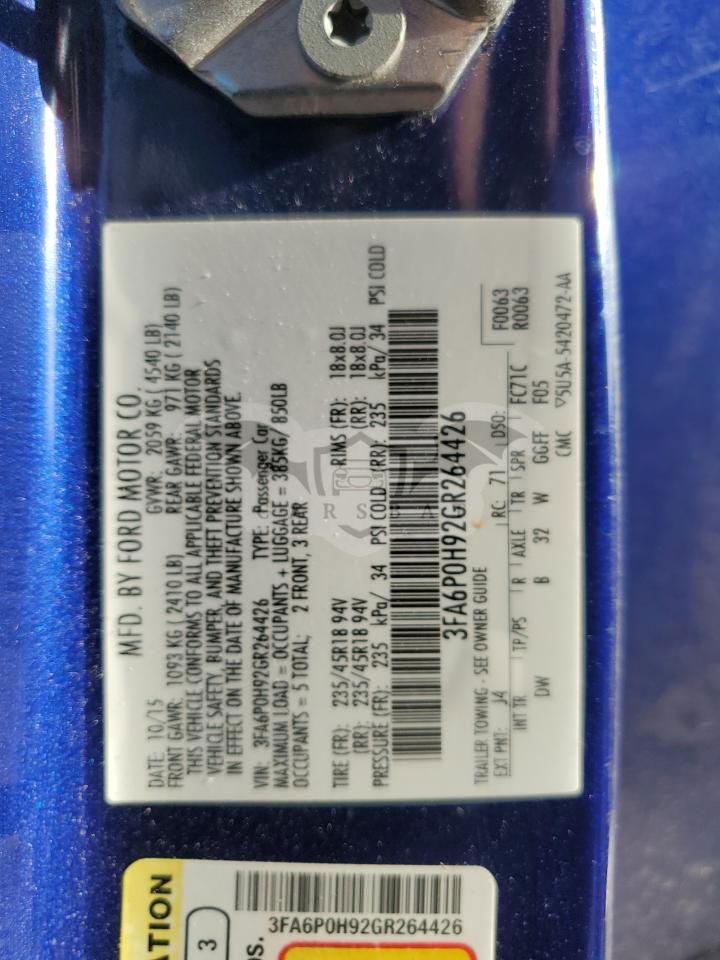 MFD. BY FORD MOTOR CO.
DATE: 10/15 GVWR: 2059 KG ( 4540 LB)
FRONT GAWR: 1093 KG ( 2410 LB) REAR GAWR: 971 KG ( 2140 LB)
THIS VEHICLE CONFORMS TO ALL APPLICABLE FEDERAL MOTOR
VEHICLE SAFETY, BUMPER, AND THEFT PREVENTION STANDARDS
IN EFFECT ON THE DATE OF MANUFACTURE SHOWN ABOVE.
VIN: 3FA6P0H92GR264426 TYPE: Passenger Car
MAXIMUM LOAD = OCCUPANTS + LUGGAGE = 385KG/ 850LB
OCCUPANTS = 5 TOTAL; 2 FRONT, 3 REAR
TIRE (FR): 235/45R18 94V RIMS (FR): 18x8.0J
(RR): 235/45R18 94V (RR): 18x8.0J
PRESSURE (FR): 235 kPa/ 34 PSI COLD (RR): 235 kPa/ 34 PSI COLD
3FA6P0H92GR264426
TRAILER TOWING - SEE OWNER GUIDE
EXT PNT: J4 RC: 71 DSO: F0063
R0063
INT TR TP/PS R AXLE TR SPR FC71C
DW B 32 W GGFF F05
CMC ▽5U5A-5420472-AA
RSBA
3FA6P0H92GR264426
ATION
3
OS.